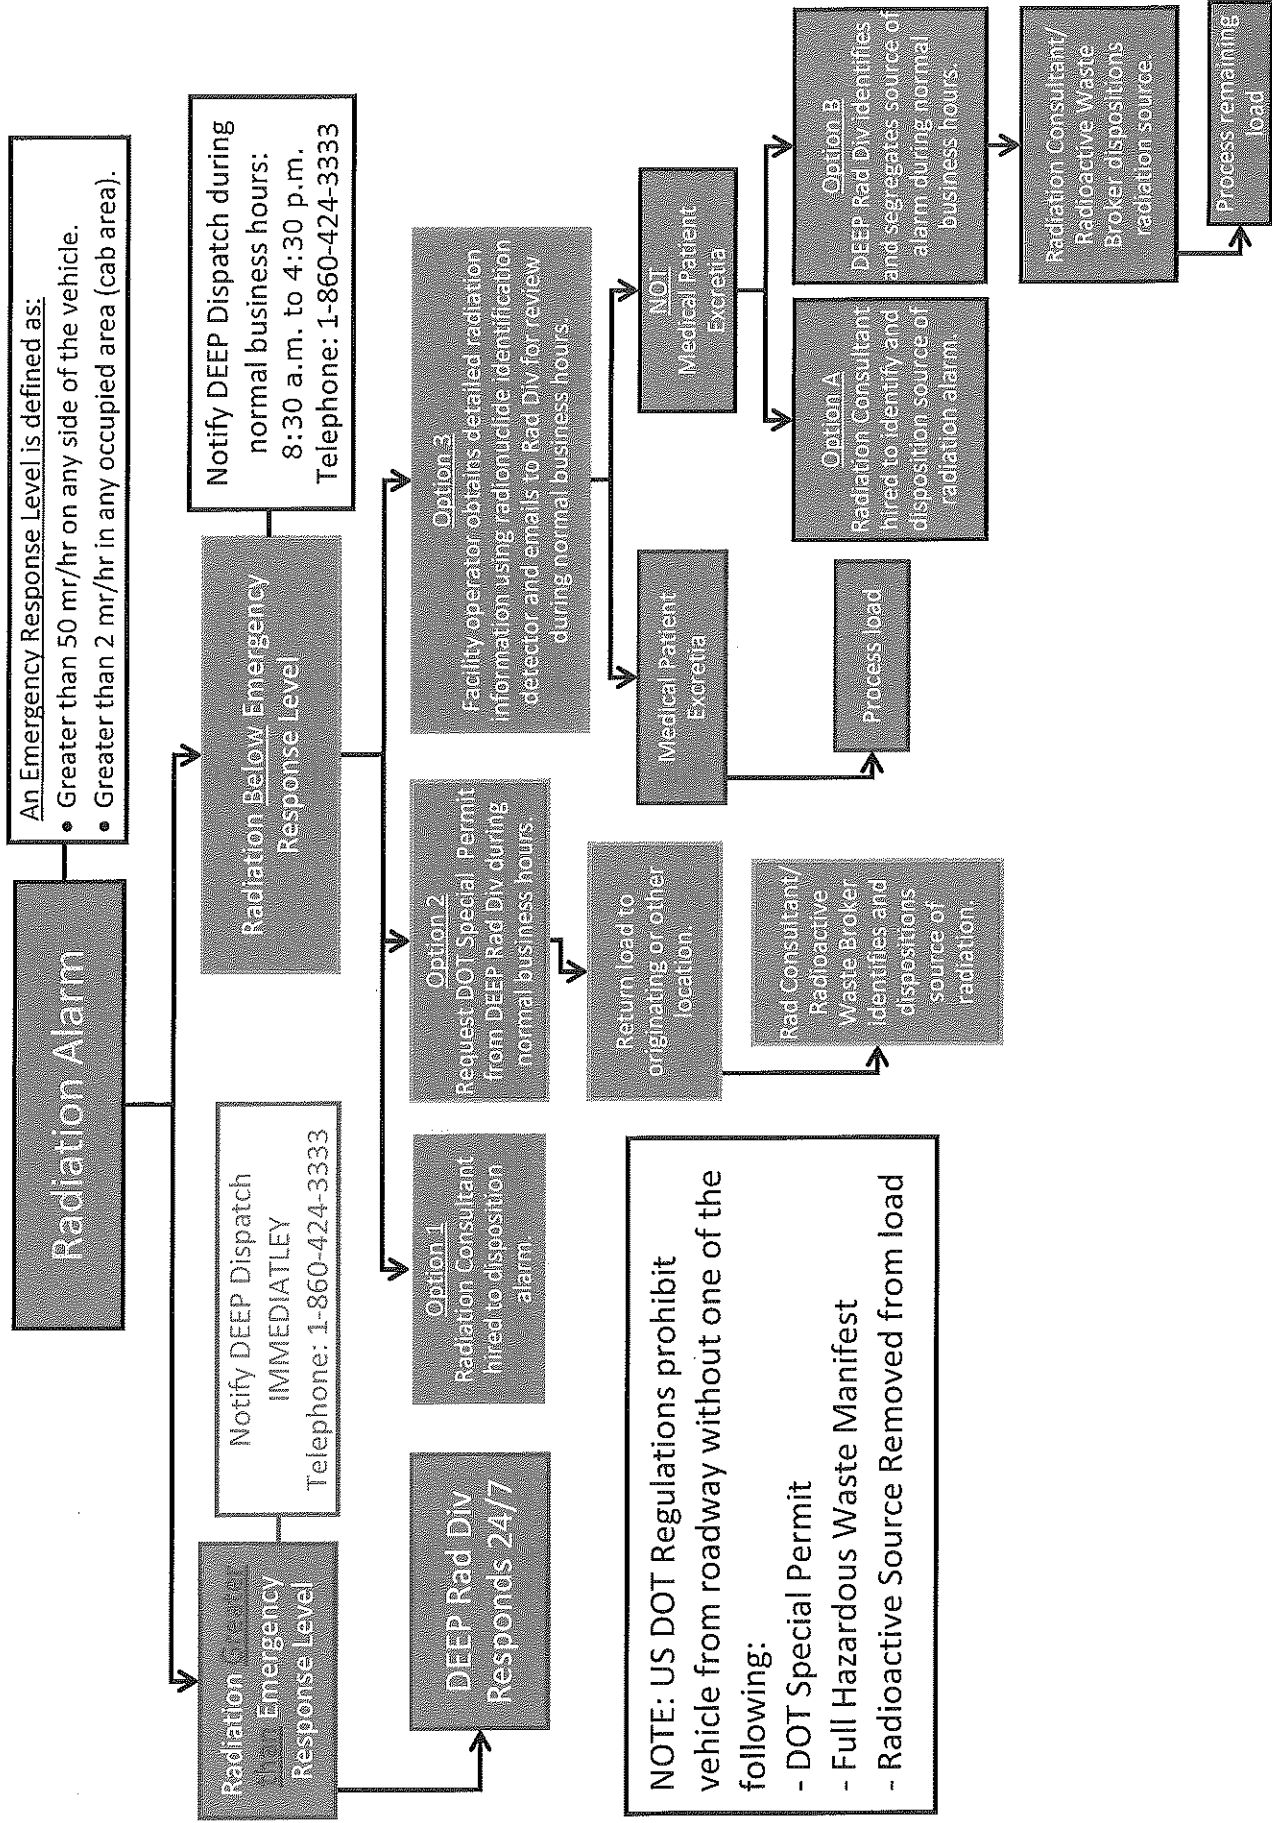 Radiation Alarm
An Emergency Response Level is defined as:
• Greater than 50 mr/hr on any side of the vehicle.
• Greater than 2 mr/hr in any occupied area (cab area).
Radiation
than Emergency
Response Level
Notify DEEP Dispatch
IMMEDIATLEY
Telephone: 1-860-424-3333
Radiation Below Emergency
Response Level
Notify DEEP Dispatch during
normal business hours:
8:30 a.m. to 4:30 p.m.
Telephone: 1-860-424-3333
DEEP Rad Div
Responds 24/7
Option 1
Radiation Consultant
hired to disposition
alarm.
Option 2
Request DOT Special Permit
from DEEP Rad Div during
normal business hours.
Return load to
originating or other
location.
Rad Consultant/
Radioactive
Waste Broker
identifies and
dispositions
source of
radiation.
Option 3
Facility operator obtains detailed radiation
information using radionuclide identification
detector and emails to Rad Div for review
during normal business hours.
Medical Patient
Excretia
Process load
NOT
Medical Patient
Excretia
Option A
Radiation Consultant
hired to identify and
disposition source of
radiation alarm.
Option B
DEEP Rad Div identifies
and segregates source of
alarm during normal
business hours.
Radiation Consultant/
Radioactive Waste
Broker dispositions
radiation source.
Process remaining
load
NOTE: US DOT Regulations prohibit
vehicle from roadway without one of the
following:
- DOT Special Permit
- Full Hazardous Waste Manifest
- Radioactive Source Removed from load